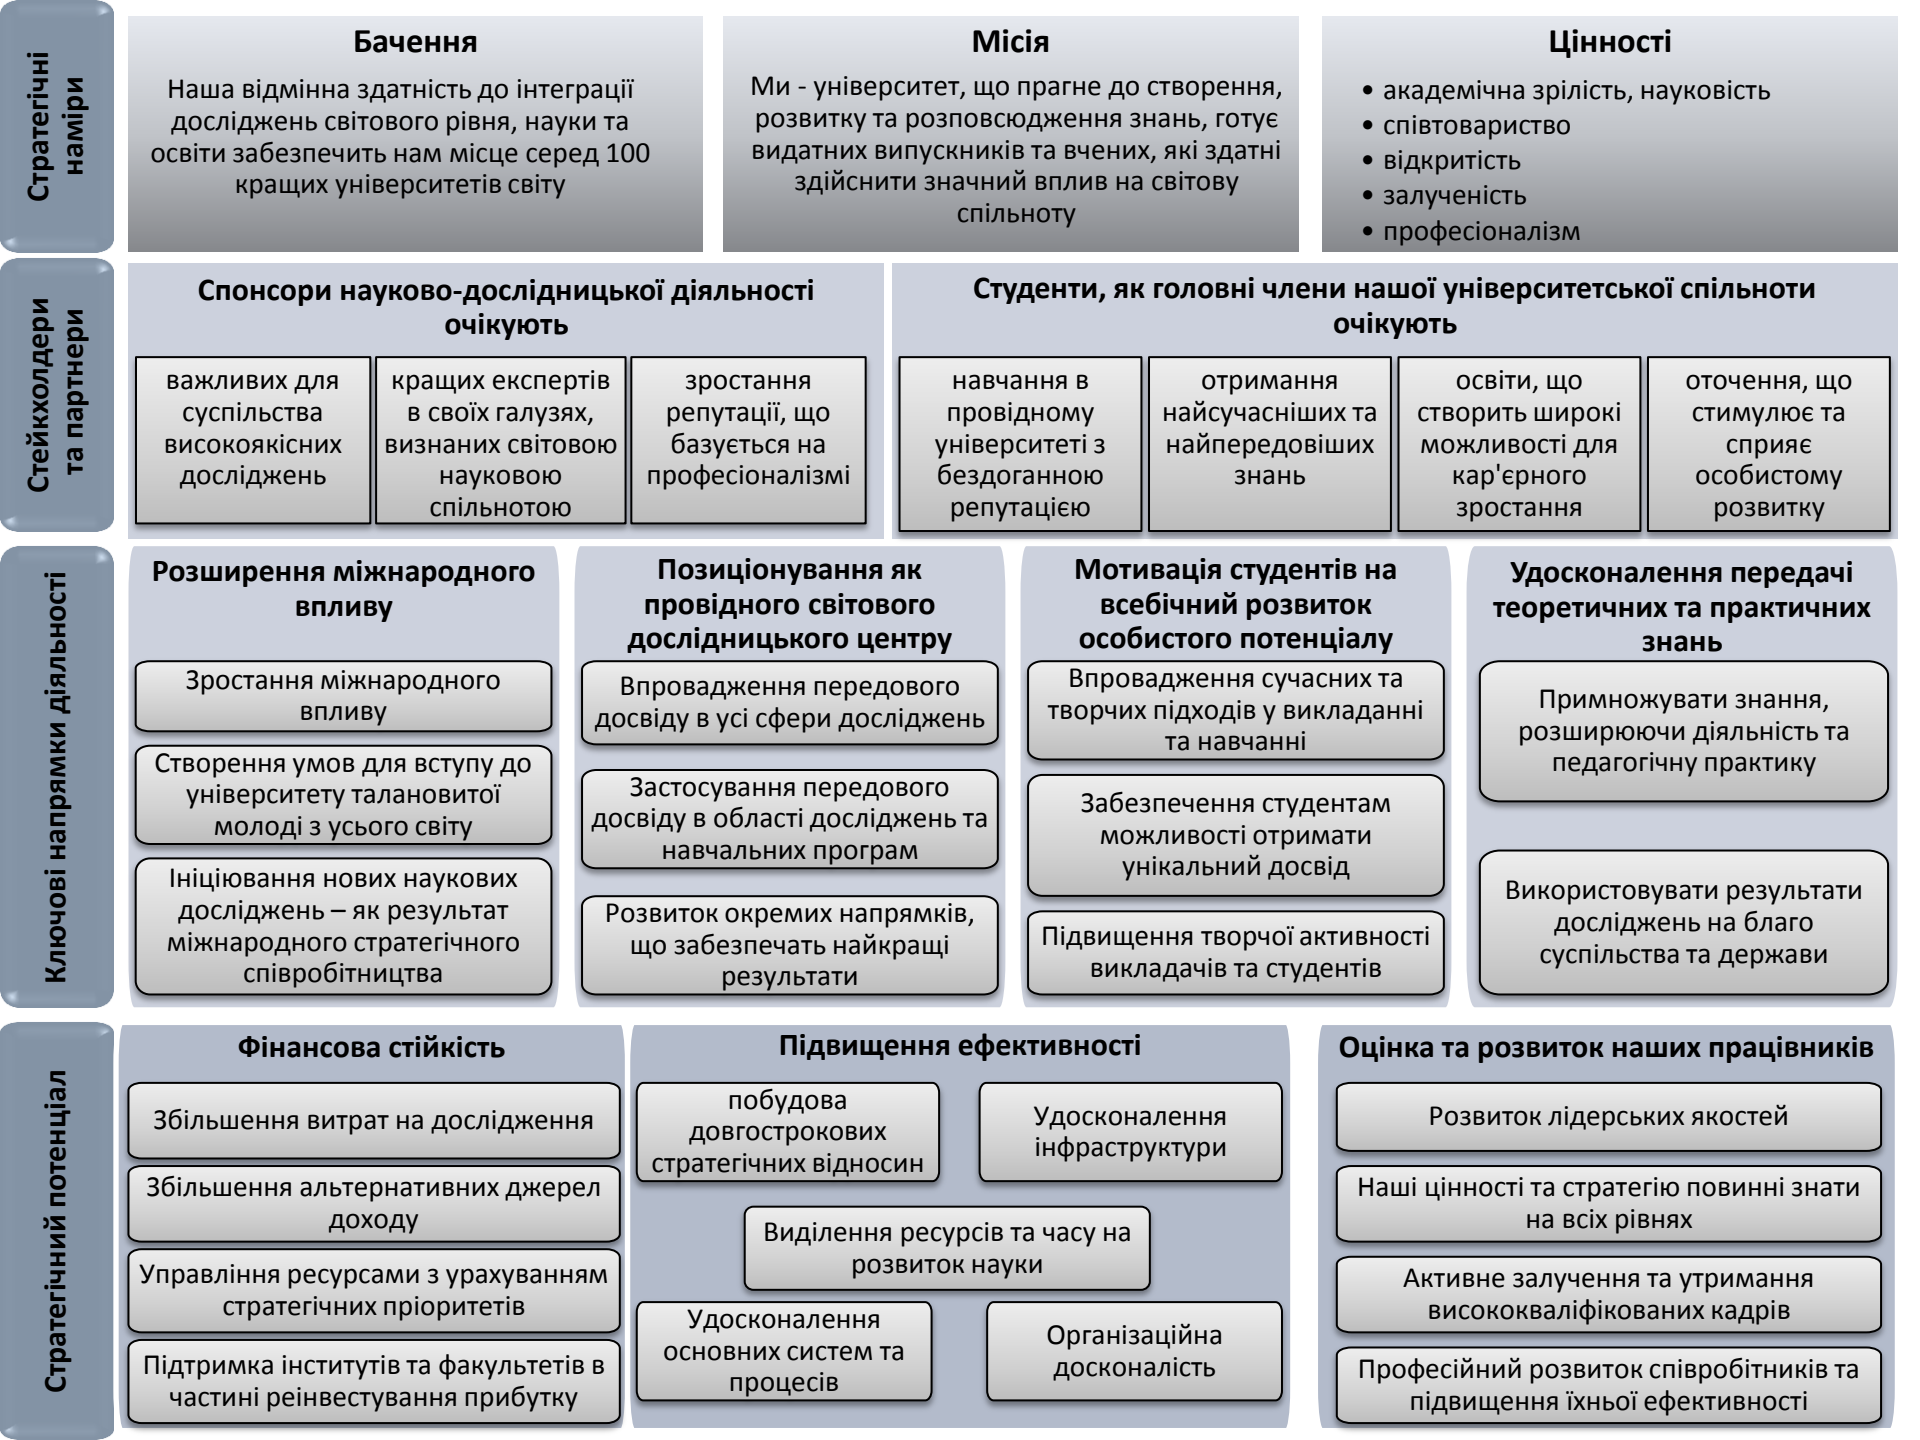 Стратегічні
наміри
Бачення
Наша відмінна здатність до інтеграції
досліджень світового рівня, науки та
освіти забезпечить нам місце серед 100
кращих університетів світу
Місія
Ми - університет, що прагне до створення,
розвитку та розповсюдження знань, готує
видатних випускників та вчених, які здатні
здійснити значний вплив на світову
спільноту
Цінності
• академічна зрілість, науковість
• співтовариство
• відкритість
• залученість
• професіоналізм
Стейкхолдери
та партнери
Спонсори науково-дослідницької діяльності
очікують
важливих для
суспільства
високоякісних
досліджень
кращих експертів
в своїх галузях,
визнаних світовою
науковою
спільнотою
зростання
репутації, що
базується на
професіоналізмі
Студенти, як головні члени нашої університетської спільноти
очікують
навчання в
провідному
університеті з
бездоганною
репутацією
отримання
найсучасніших та
найпередовіших
знань
освіти, що
створить широкі
можливості для
кар'єрного
зростання
оточення, що
стимулює та
сприяє
особистому
розвитку
Ключові напрямки діяльності
Розширення міжнародного
впливу
Зростання міжнародного
впливу
Створення умов для вступу до
університету талановитої
молоді з усього світу
Ініціювання нових наукових
досліджень – як результат
міжнародного стратегічного
співробітництва
Позиціонування як
провідного світового
дослідницького центру
Впровадження передового
досвіду в усі сфери досліджень
Застосування передового
досвіду в області досліджень та
навчальних програм
Розвиток окремих напрямків,
що забезпечать найкращі
результати
Мотивація студентів на
всебічний розвиток
особистого потенціалу
Впровадження сучасних та
творчих підходів у викладанні
та навчанні
Забезпечення студентам
можливості отримати
унікальний досвід
Підвищення творчої активності
викладачів та студентів
Удосконалення передачі
теоретичних та практичних
знань
Примножувати знання,
розширюючи діяльність та
педагогічну практику
Використовувати результати
досліджень на благо
суспільства та держави
Стратегічний потенціал
Фінансова стійкість
Збільшення витрат на дослідження
Збільшення альтернативних джерел
доходу
Управління ресурсами з урахуванням
стратегічних пріоритетів
Підтримка інститутів та факультетів в
частині реінвестування прибутку
Підвищення ефективності
побудова
довгострокових
стратегічних відносин
Удосконалення
інфраструктури
Виділення ресурсів та часу на
розвиток науки
Удосконалення
основних систем та
процесів
Організаційна
досконалість
Оцінка та розвиток наших працівників
Розвиток лідерських якостей
Наші цінності та стратегію повинні знати
на всіх рівнях
Активне залучення та утримання
висококваліфікованих кадрів
Професійний розвиток співробітників та
підвищення їхньої ефективності